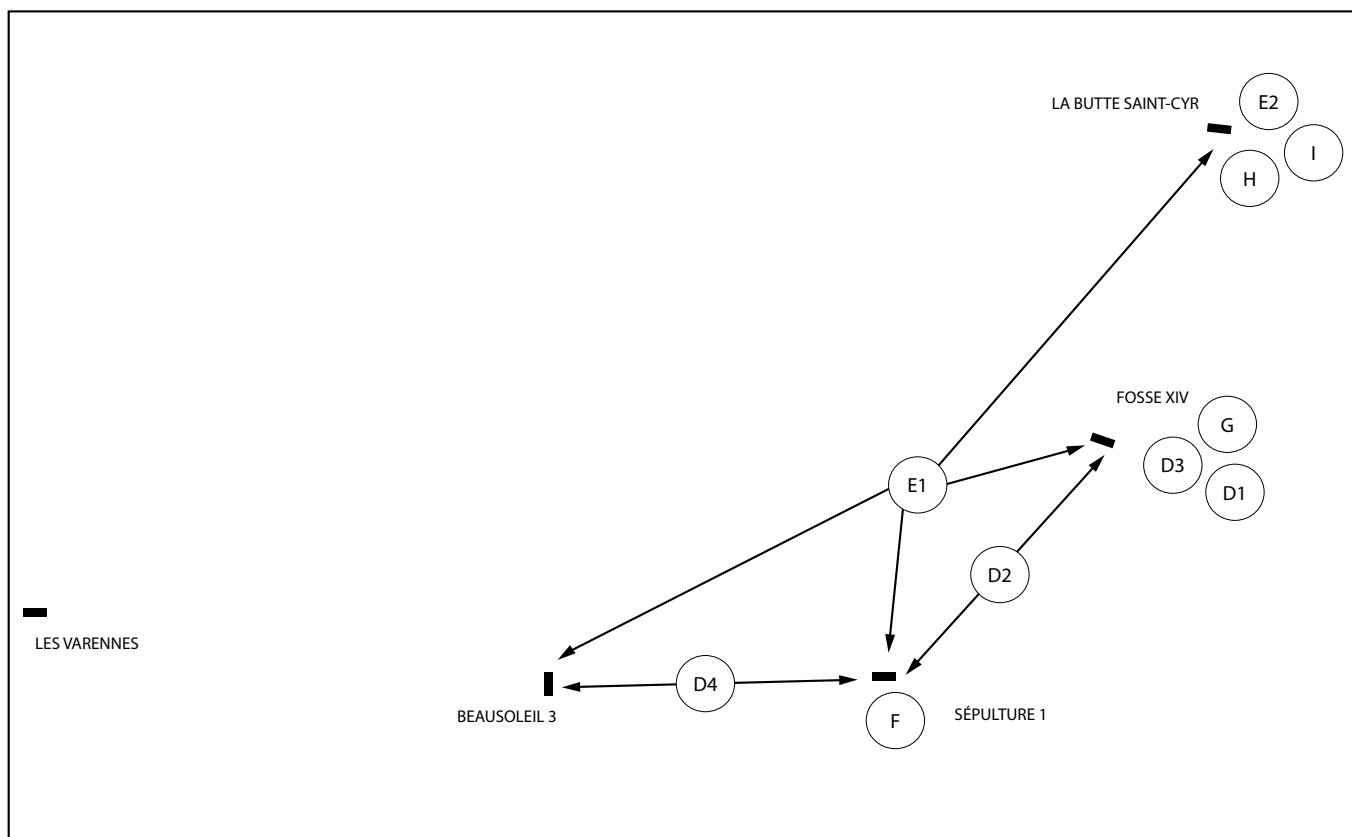 LA BUTTE SAINT-CYR
E2
I
H
FOSSE XIV
G
D3
D1
E1
D2
LES VARENNES
BEAUSOLEIL 3
D4
F
SÉPULTURE 1